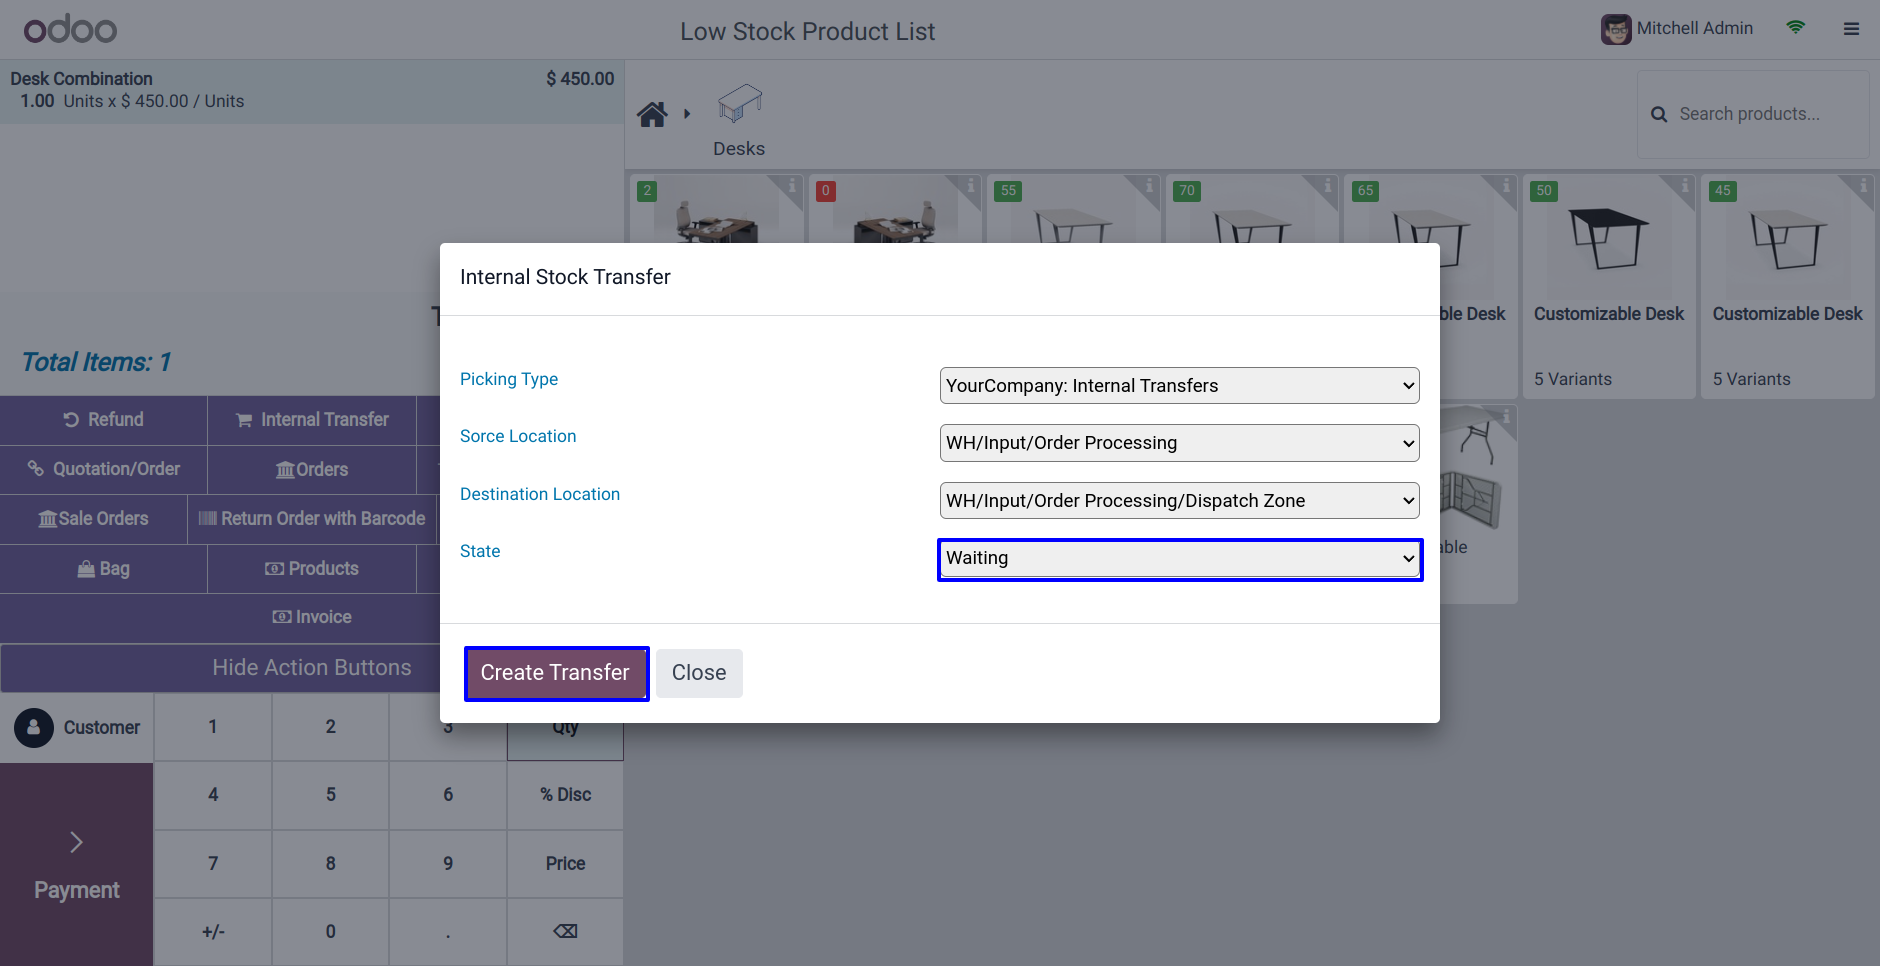 odoo
Low Stock Product List
Mitchell Admin
Desk Combination $ 450.00
1.00 Units x $ 450.00 / Units
Desks
Search products...
2
0
55
70
65
50
45
ble Desk
Customizable Desk
Customizable Desk
5 Variants
5 Variants
able
Total Items: 1
Refund
Internal Transfer
Quotation/Order
Orders
Sale Orders
Return Order with Barcode
Bag
Products
Invoice
Hide Action Buttons
Customer
1
2
3
Qty
4
5
6
% Disc
7
8
9
Price
Payment
+/-
0
.
Internal Stock Transfer
Picking Type
YourCompany: Internal Transfers
Sorce Location
WH/Input/Order Processing
Destination Location
WH/Input/Order Processing/Dispatch Zone
State
Waiting
Create Transfer
Close